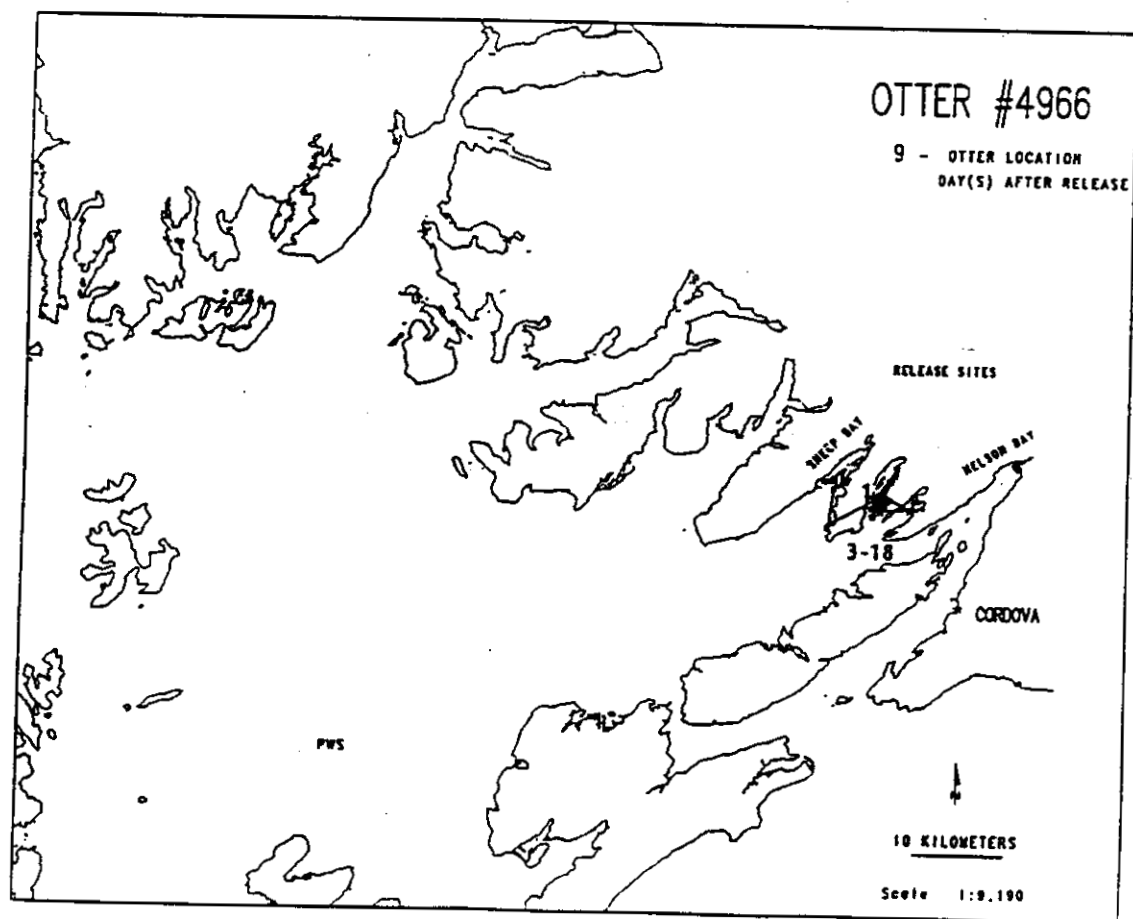 OTTER #4966
9 - OTTER LOCATION
DAY(S) AFTER RELEASE
RELEASE SITES
SHEEP BAY
NELSON BAY
3-18
CORDOVA
PWS
N
10 KILOMETERS
Scale 1:9,190